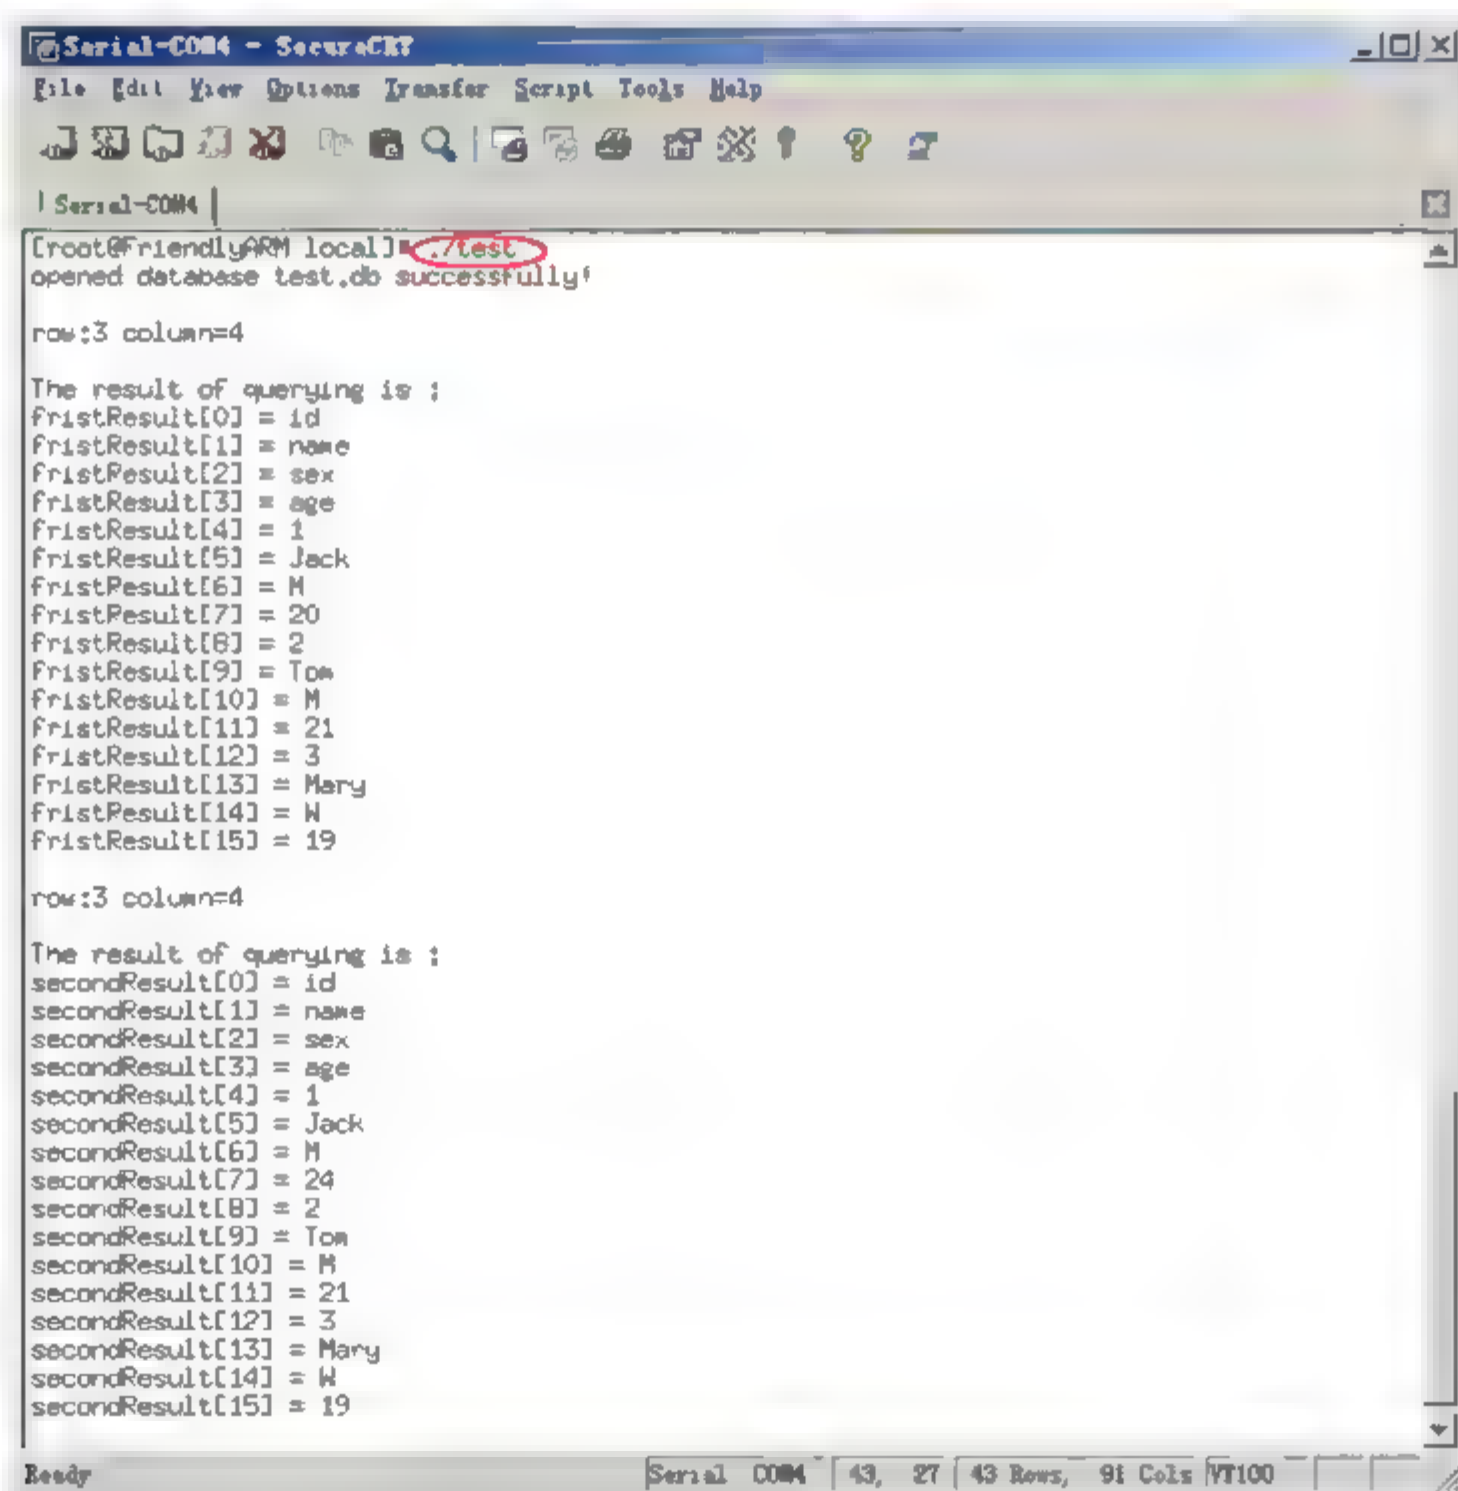 Serial-COM4 - SecureCRT
File Edit View Options Transfer Script Tools Help
Serial-COM4
[root@FriendlyARM local]# ./test
opened database test.db successfully!
row:3 column=4
The result of querying is :
fristResult[0] = id
fristResult[1] = name
fristResult[2] = sex
fristResult[3] = age
fristResult[4] = 1
fristResult[5] = Jack
fristResult[6] = M
fristResult[7] = 20
fristResult[8] = 2
fristResult[9] = Tom
fristResult[10] = M
fristResult[11] = 21
fristResult[12] = 3
fristResult[13] = Mary
fristResult[14] = W
fristResult[15] = 19
row:3 column=4
The result of querying is :
secondResult[0] = id
secondResult[1] = name
secondResult[2] = sex
secondResult[3] = age
secondResult[4] = 1
secondResult[5] = Jack
secondResult[6] = M
secondResult[7] = 24
secondResult[8] = 2
secondResult[9] = Tom
secondResult[10] = M
secondResult[11] = 21
secondResult[12] = 3
secondResult[13] = Mary
secondResult[14] = W
secondResult[15] = 19
Ready Serial COM4 43, 27 43 Rows, 91 Cols VT100